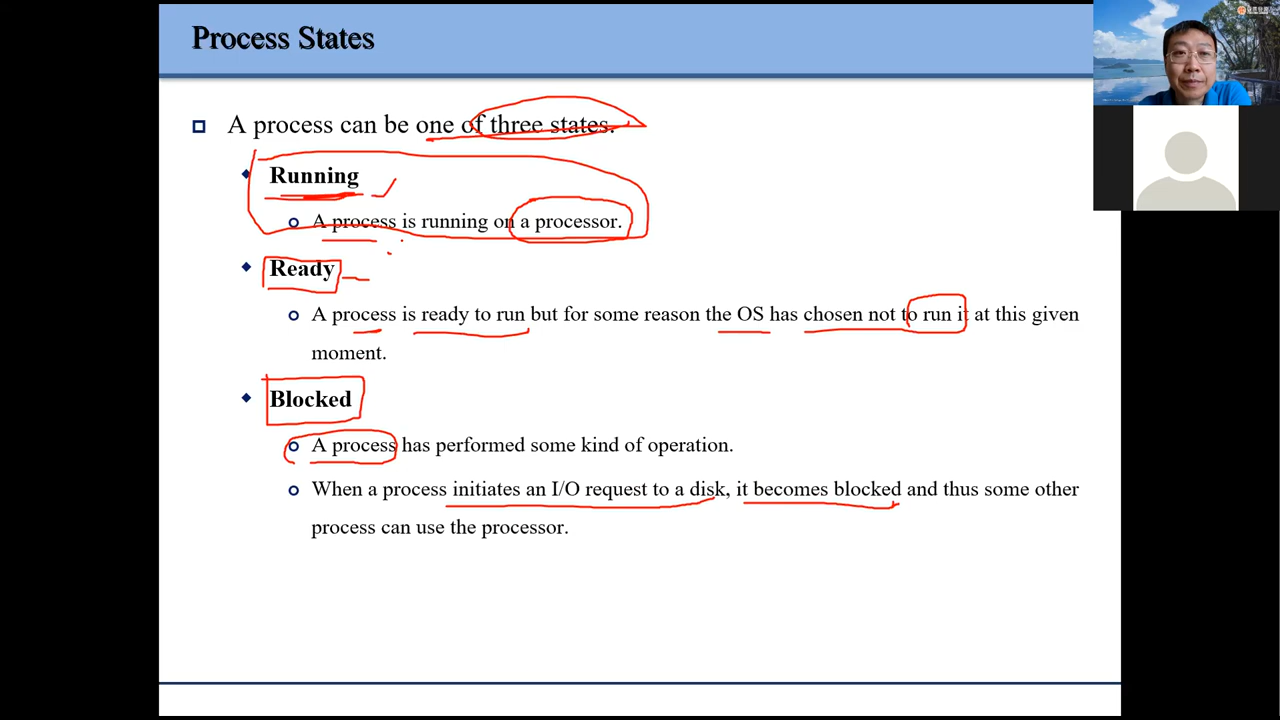 Process States
A process can be one of three states.
Running
A process is running on a processor.
Ready
A process is ready to run but for some reason the OS has chosen not to run it at this given
moment.
Blocked
A process has performed some kind of operation.
When a process initiates an I/O request to a disk, it becomes blocked and thus some other
process can use the processor.